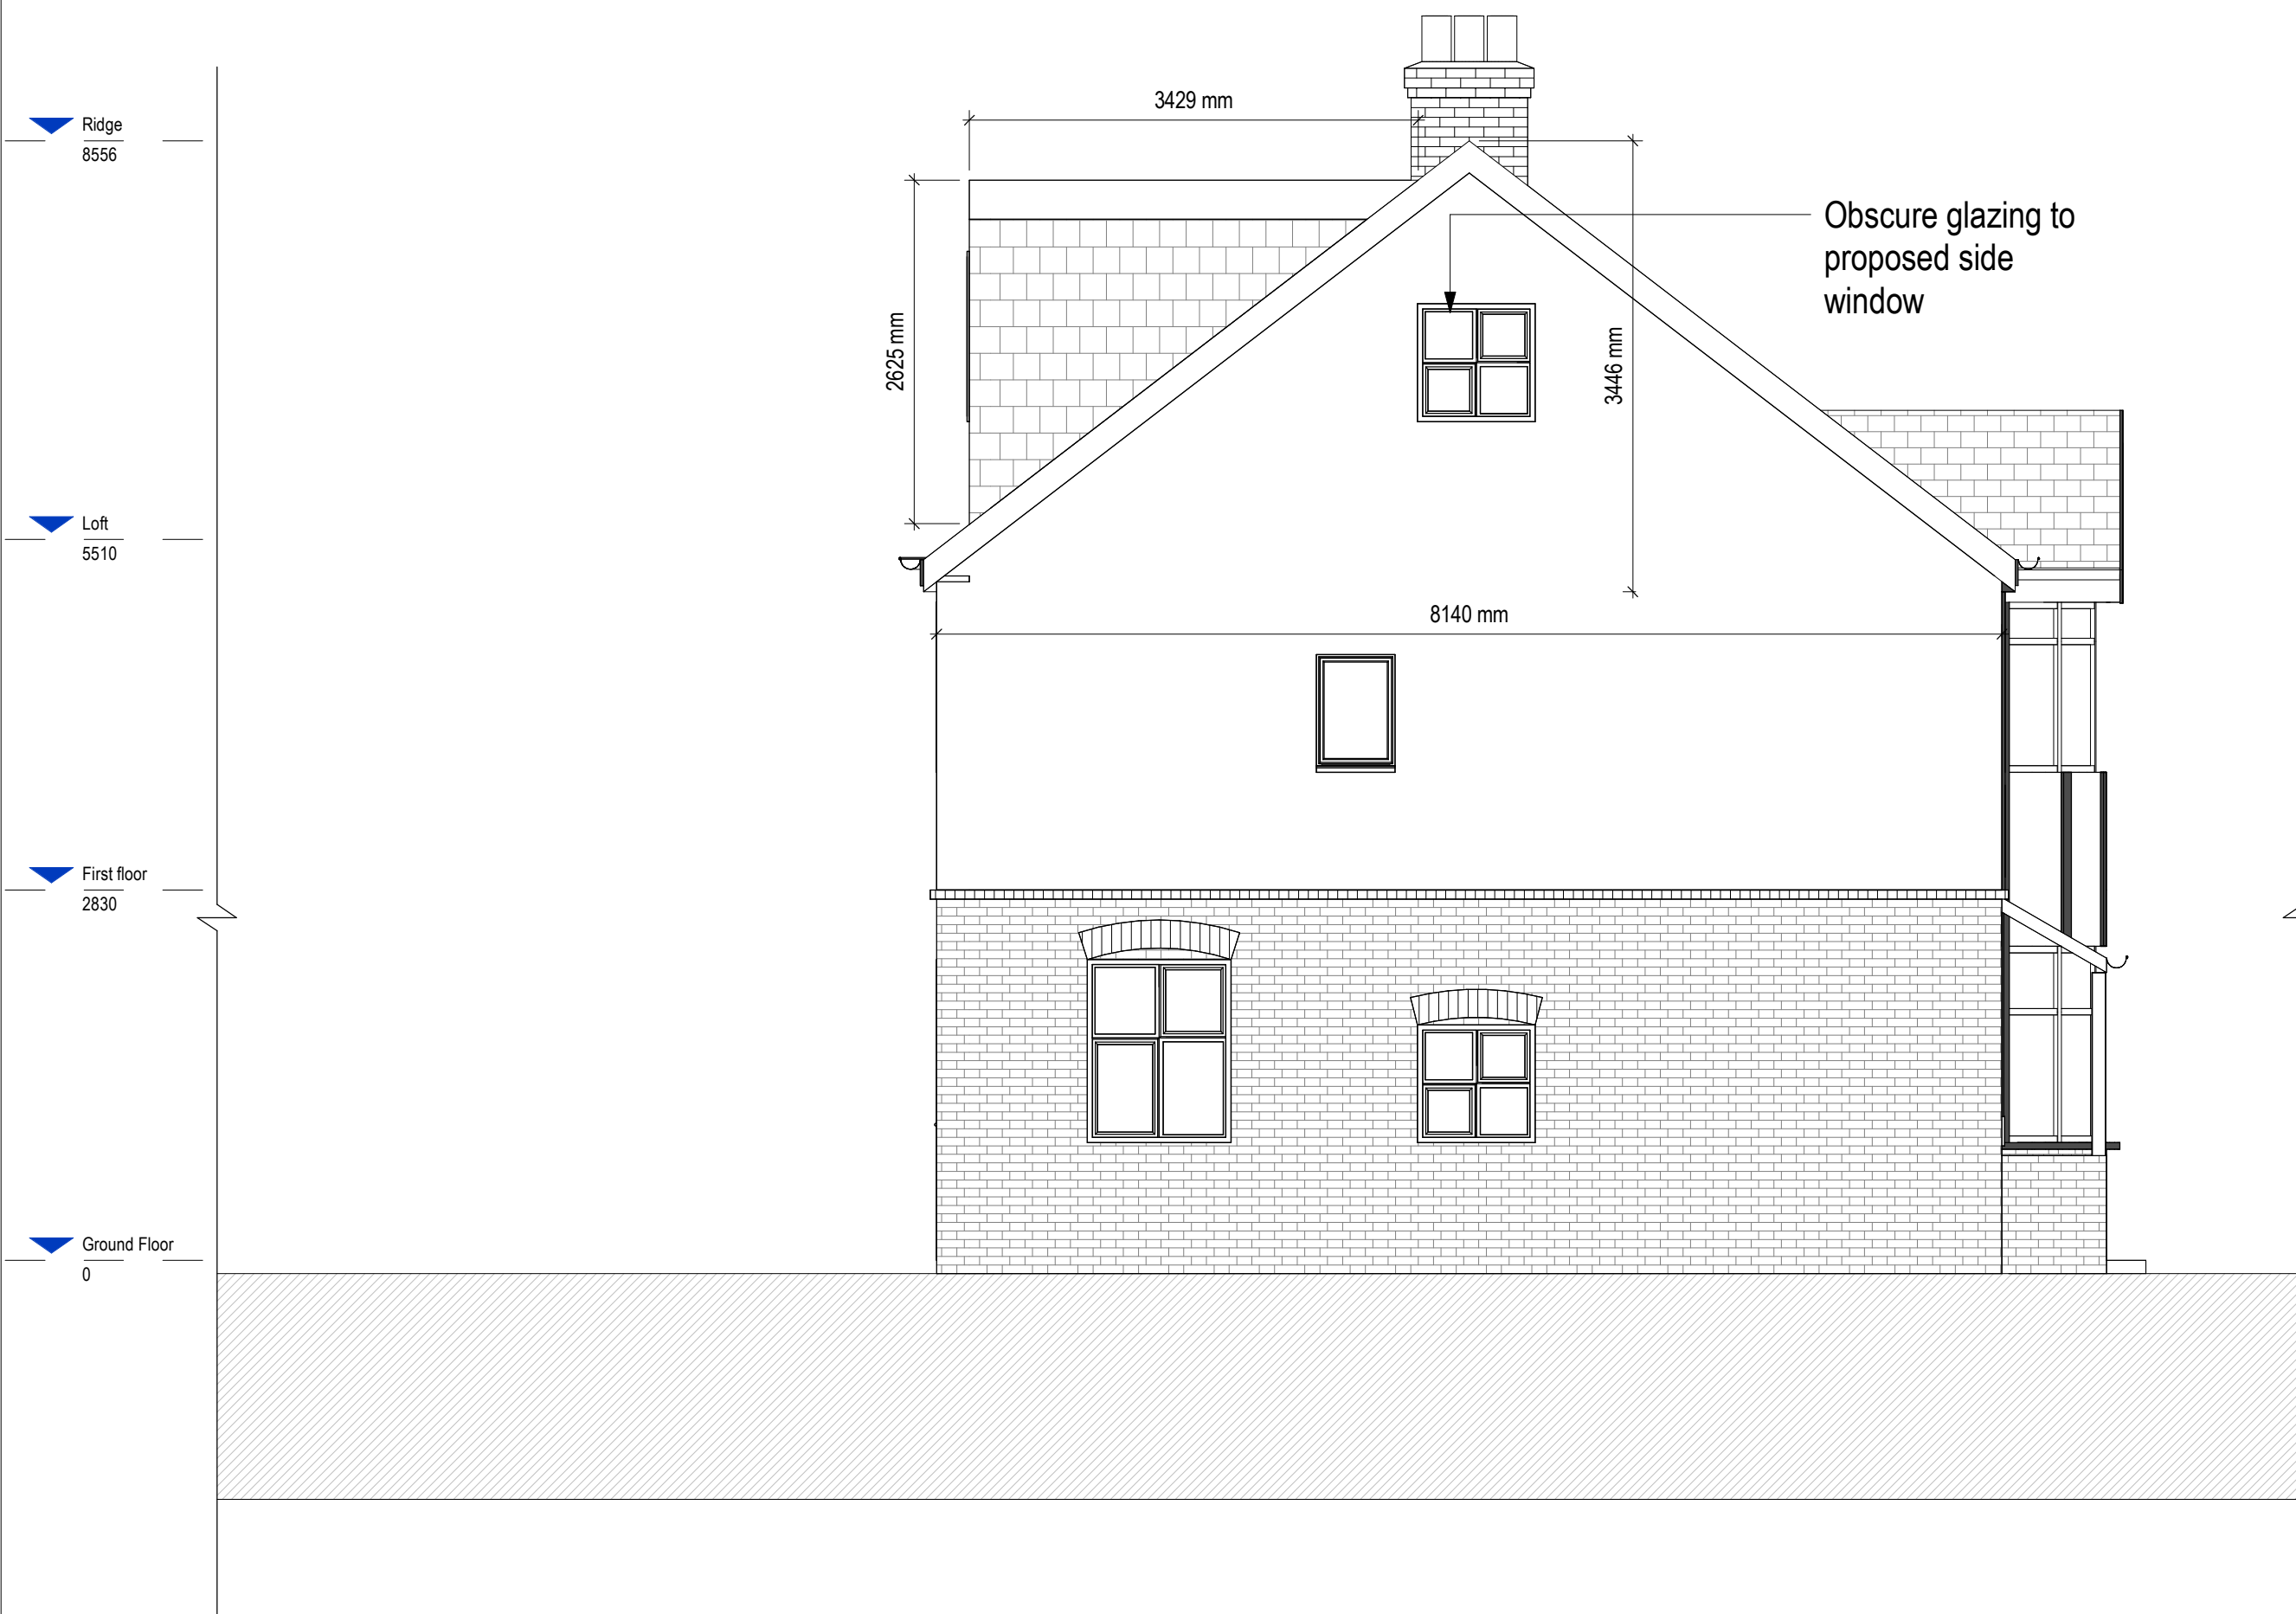 3429 mm
Ridge
8556
Obscure glazing to
proposed side
window
2625 mm
3446 mm
Loft
5510
8140 mm
First floor
2830
Ground Floor
0